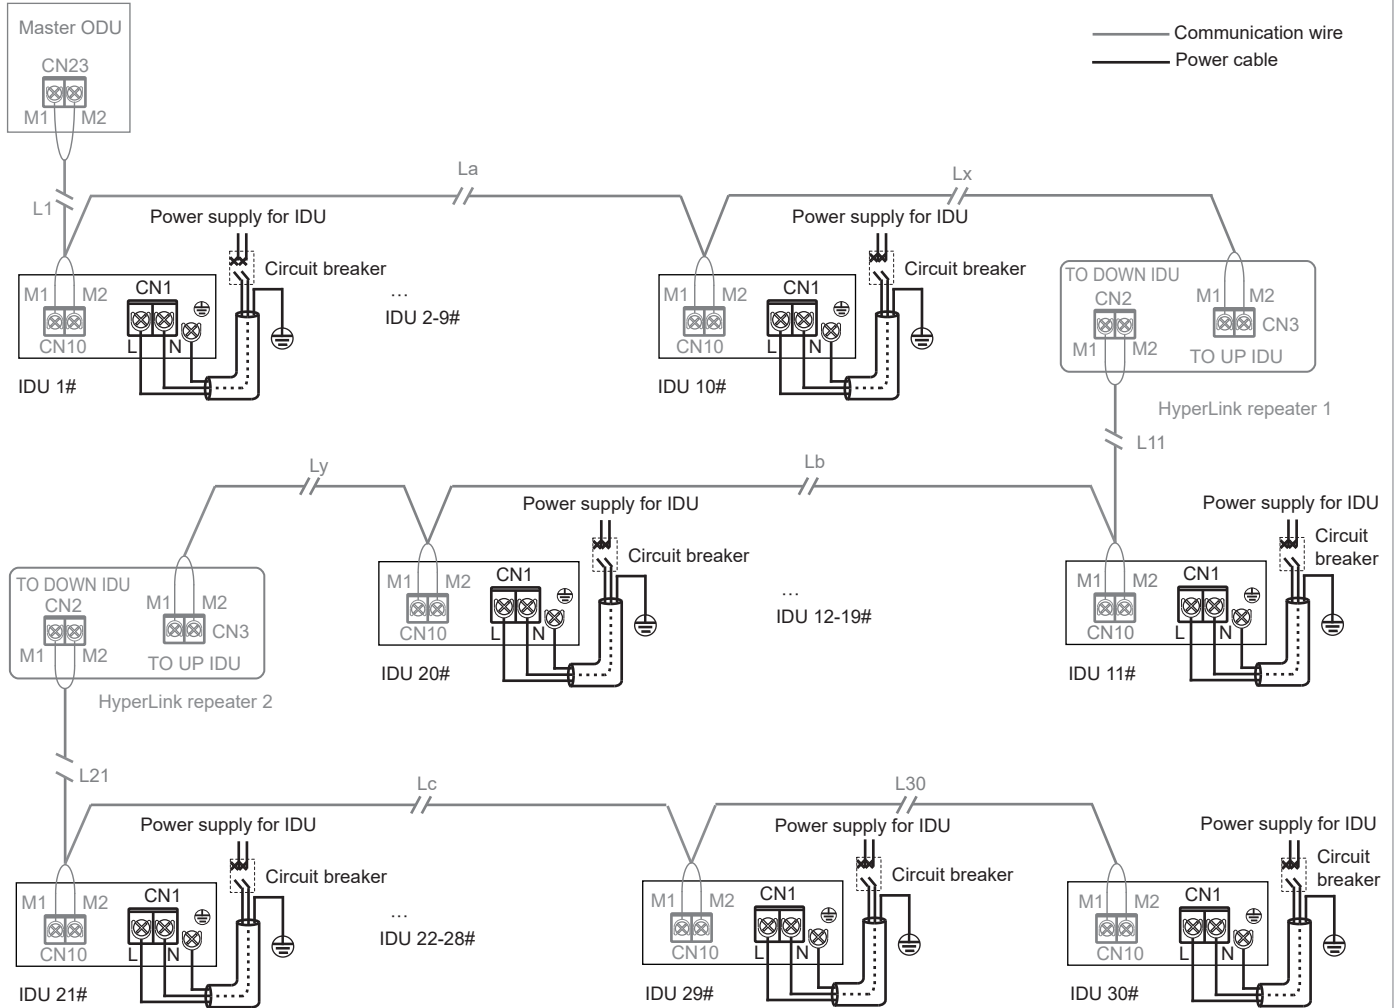 Master ODU
CN23
M1 M2
Communication wire
Power cable
La
Lx
L1
Power supply for IDU
Circuit breaker
M1 M2
CN1
CN10
L N
IDU 1#
...
IDU 2-9#
Power supply for IDU
Circuit breaker
M1 M2
CN1
CN10
L N
IDU 10#
TO DOWN IDU
CN2
M1 M2
M1 M2
CN3
TO UP IDU
HyperLink repeater 1
L11
Ly
Lb
TO DOWN IDU
CN2
M1 M2
M1 M2
CN3
TO UP IDU
HyperLink repeater 2
Power supply for IDU
Circuit breaker
M1 M2
CN1
CN10
L N
IDU 20#
...
IDU 12-19#
Power supply for IDU
Circuit
breaker
M1 M2
CN1
CN10
L N
IDU 11#
L21
Lc
L30
Power supply for IDU
Circuit breaker
M1 M2
CN1
CN10
L N
IDU 21#
...
IDU 22-28#
Power supply for IDU
Circuit breaker
M1 M2
CN1
CN10
L N
IDU 29#
Power supply for IDU
Circuit
breaker
M1 M2
CN1
CN10
L N
IDU 30#